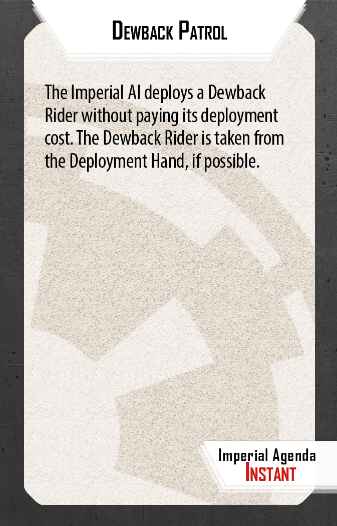 Dewback Patrol
The Imperial AI deploys a Dewback
Rider without paying its deployment
cost. The Dewback Rider is taken from
the Deployment Hand, if possible.
Imperial Agenda
Instant